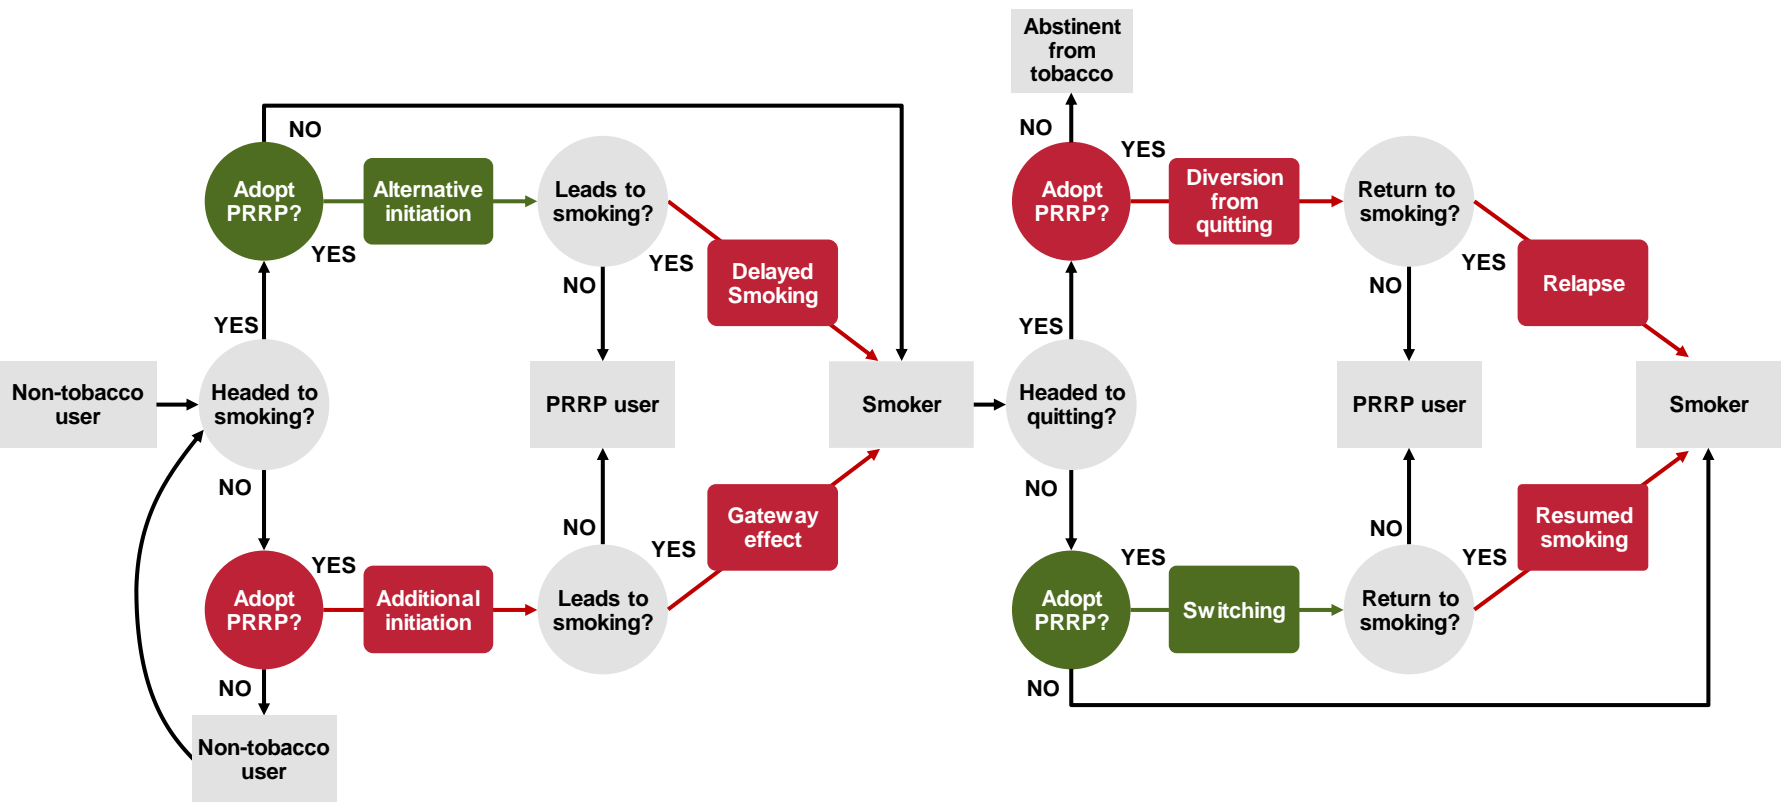 Abstinent
from
tobacco
NO
NO
YES
Adopt
PRRP?
Alternative
initiation
Leads to
smoking?
Adopt
PRRP?
Diversion
from
quitting
Return to
smoking?
YES
YES
NO
Delayed
Smoking
YES
NO
Relapse
YES
YES
Non-tobacco
user
Headed to
smoking?
PRRP user
Smoker
Headed to
quitting?
PRRP user
Smoker
NO
NO
YES
Gateway
effect
NO
NO
YES
Resumed
smoking
YES
YES
Adopt
PRRP?
Additional
initiation
Leads to
smoking?
Adopt
PRRP?
Switching
Return to
smoking?
NO
NO
Non-tobacco
user